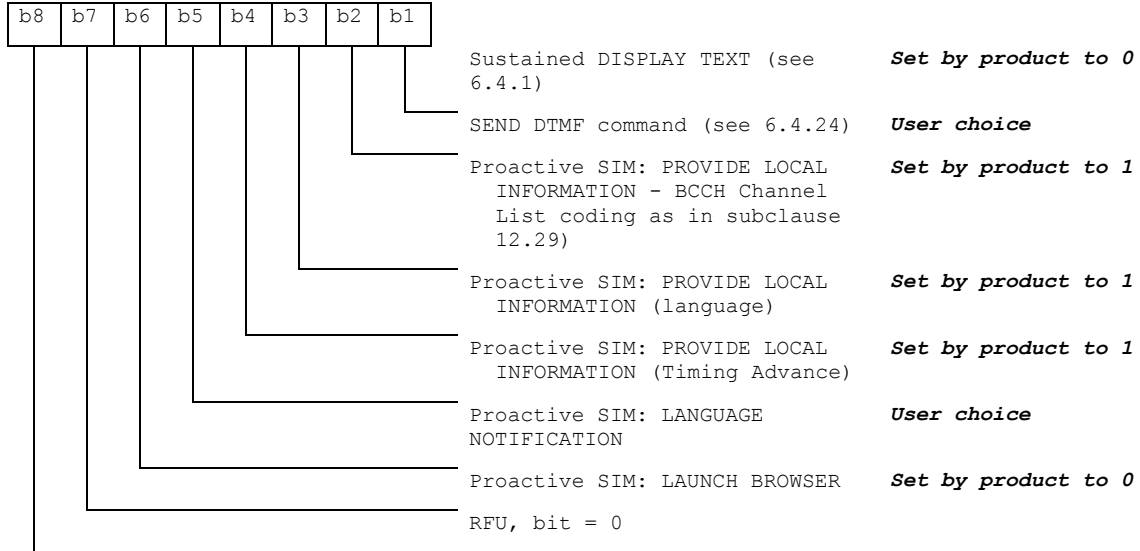 b8 b7 b6 b5 b4 b3 b2 b1
Sustained DISPLAY TEXT (see Set by product to 0
6.4.1)
SEND DTMF command (see 6.4.24) User choice
Proactive SIM: PROVIDE LOCAL Set by product to 1
INFORMATION – BCCH Channel
List coding as in subclause
12.29)
Proactive SIM: PROVIDE LOCAL Set by product to 1
INFORMATION (language)
Proactive SIM: PROVIDE LOCAL Set by product to 1
INFORMATION (Timing Advance)
Proactive SIM: LANGUAGE User choice
NOTIFICATION
Proactive SIM: LAUNCH BROWSER Set by product to 0
RFU, bit = 0